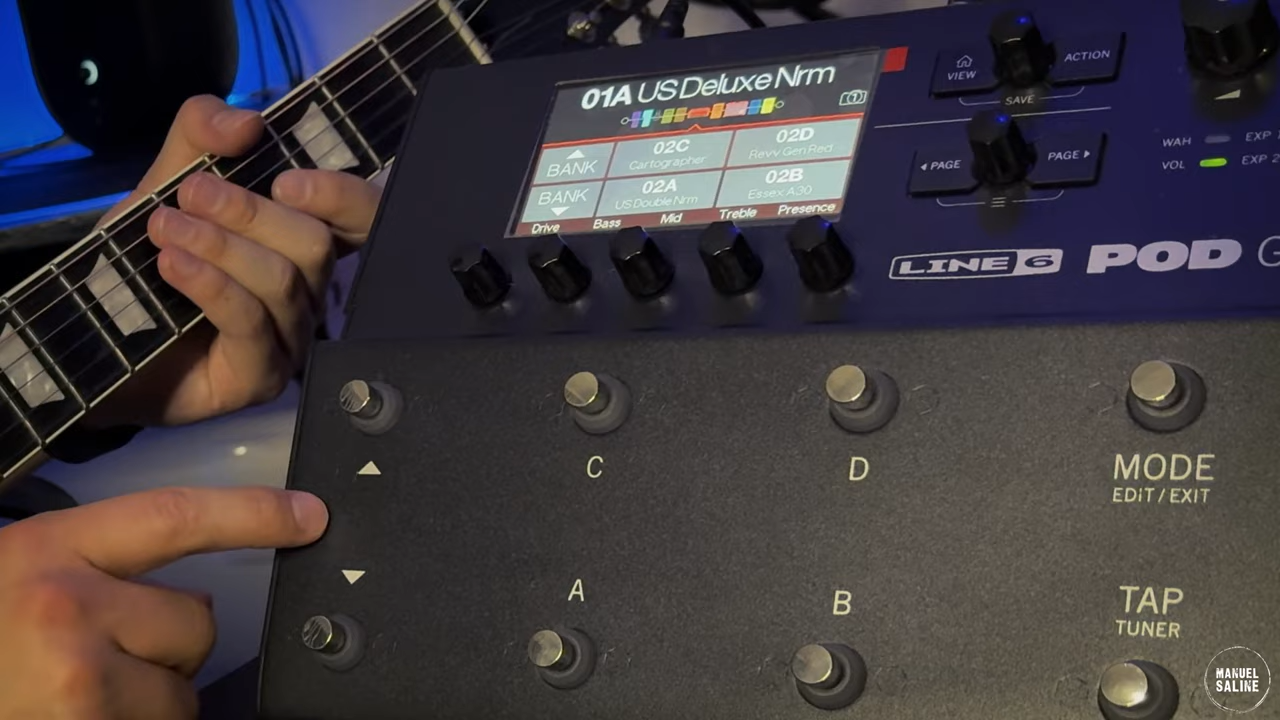 01A US Deluxe Nrm
BANK
02C
Cartographer
02D
Revv Gen Red
BANK
02A
US Double Nrm
02B
Essex A30
Drive Bass Mid Treble Presence
VIEW
ACTION
SAVE
PAGE
PAGE
WAH
EXP
VOL
EXP 2
LINE 6 POD G
C
D
MODE
EDIT / EXIT
A
B
TAP
TUNER
MANUEL
SALINE